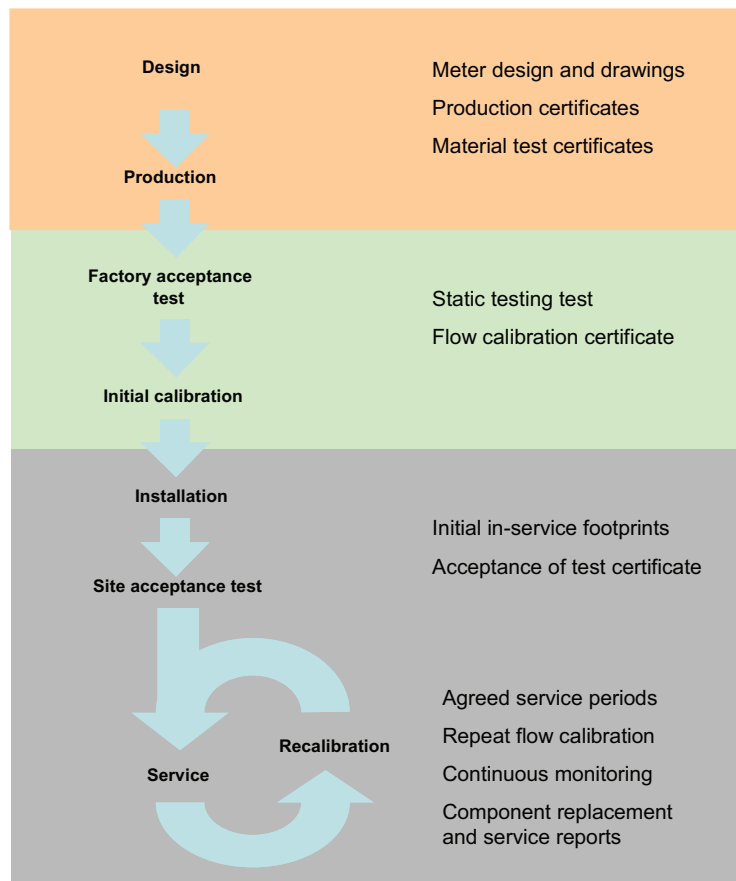 Design
Meter design and drawings
Production certificates
Material test certificates
Production
Factory acceptance
test
Static testing test
Flow calibration certificate
Initial calibration
Installation
Initial in-service footprints
Acceptance of test certificate
Site acceptance test
Agreed service periods
Repeat flow calibration
Recalibration
Continuous monitoring
Service
Component replacement
and service reports